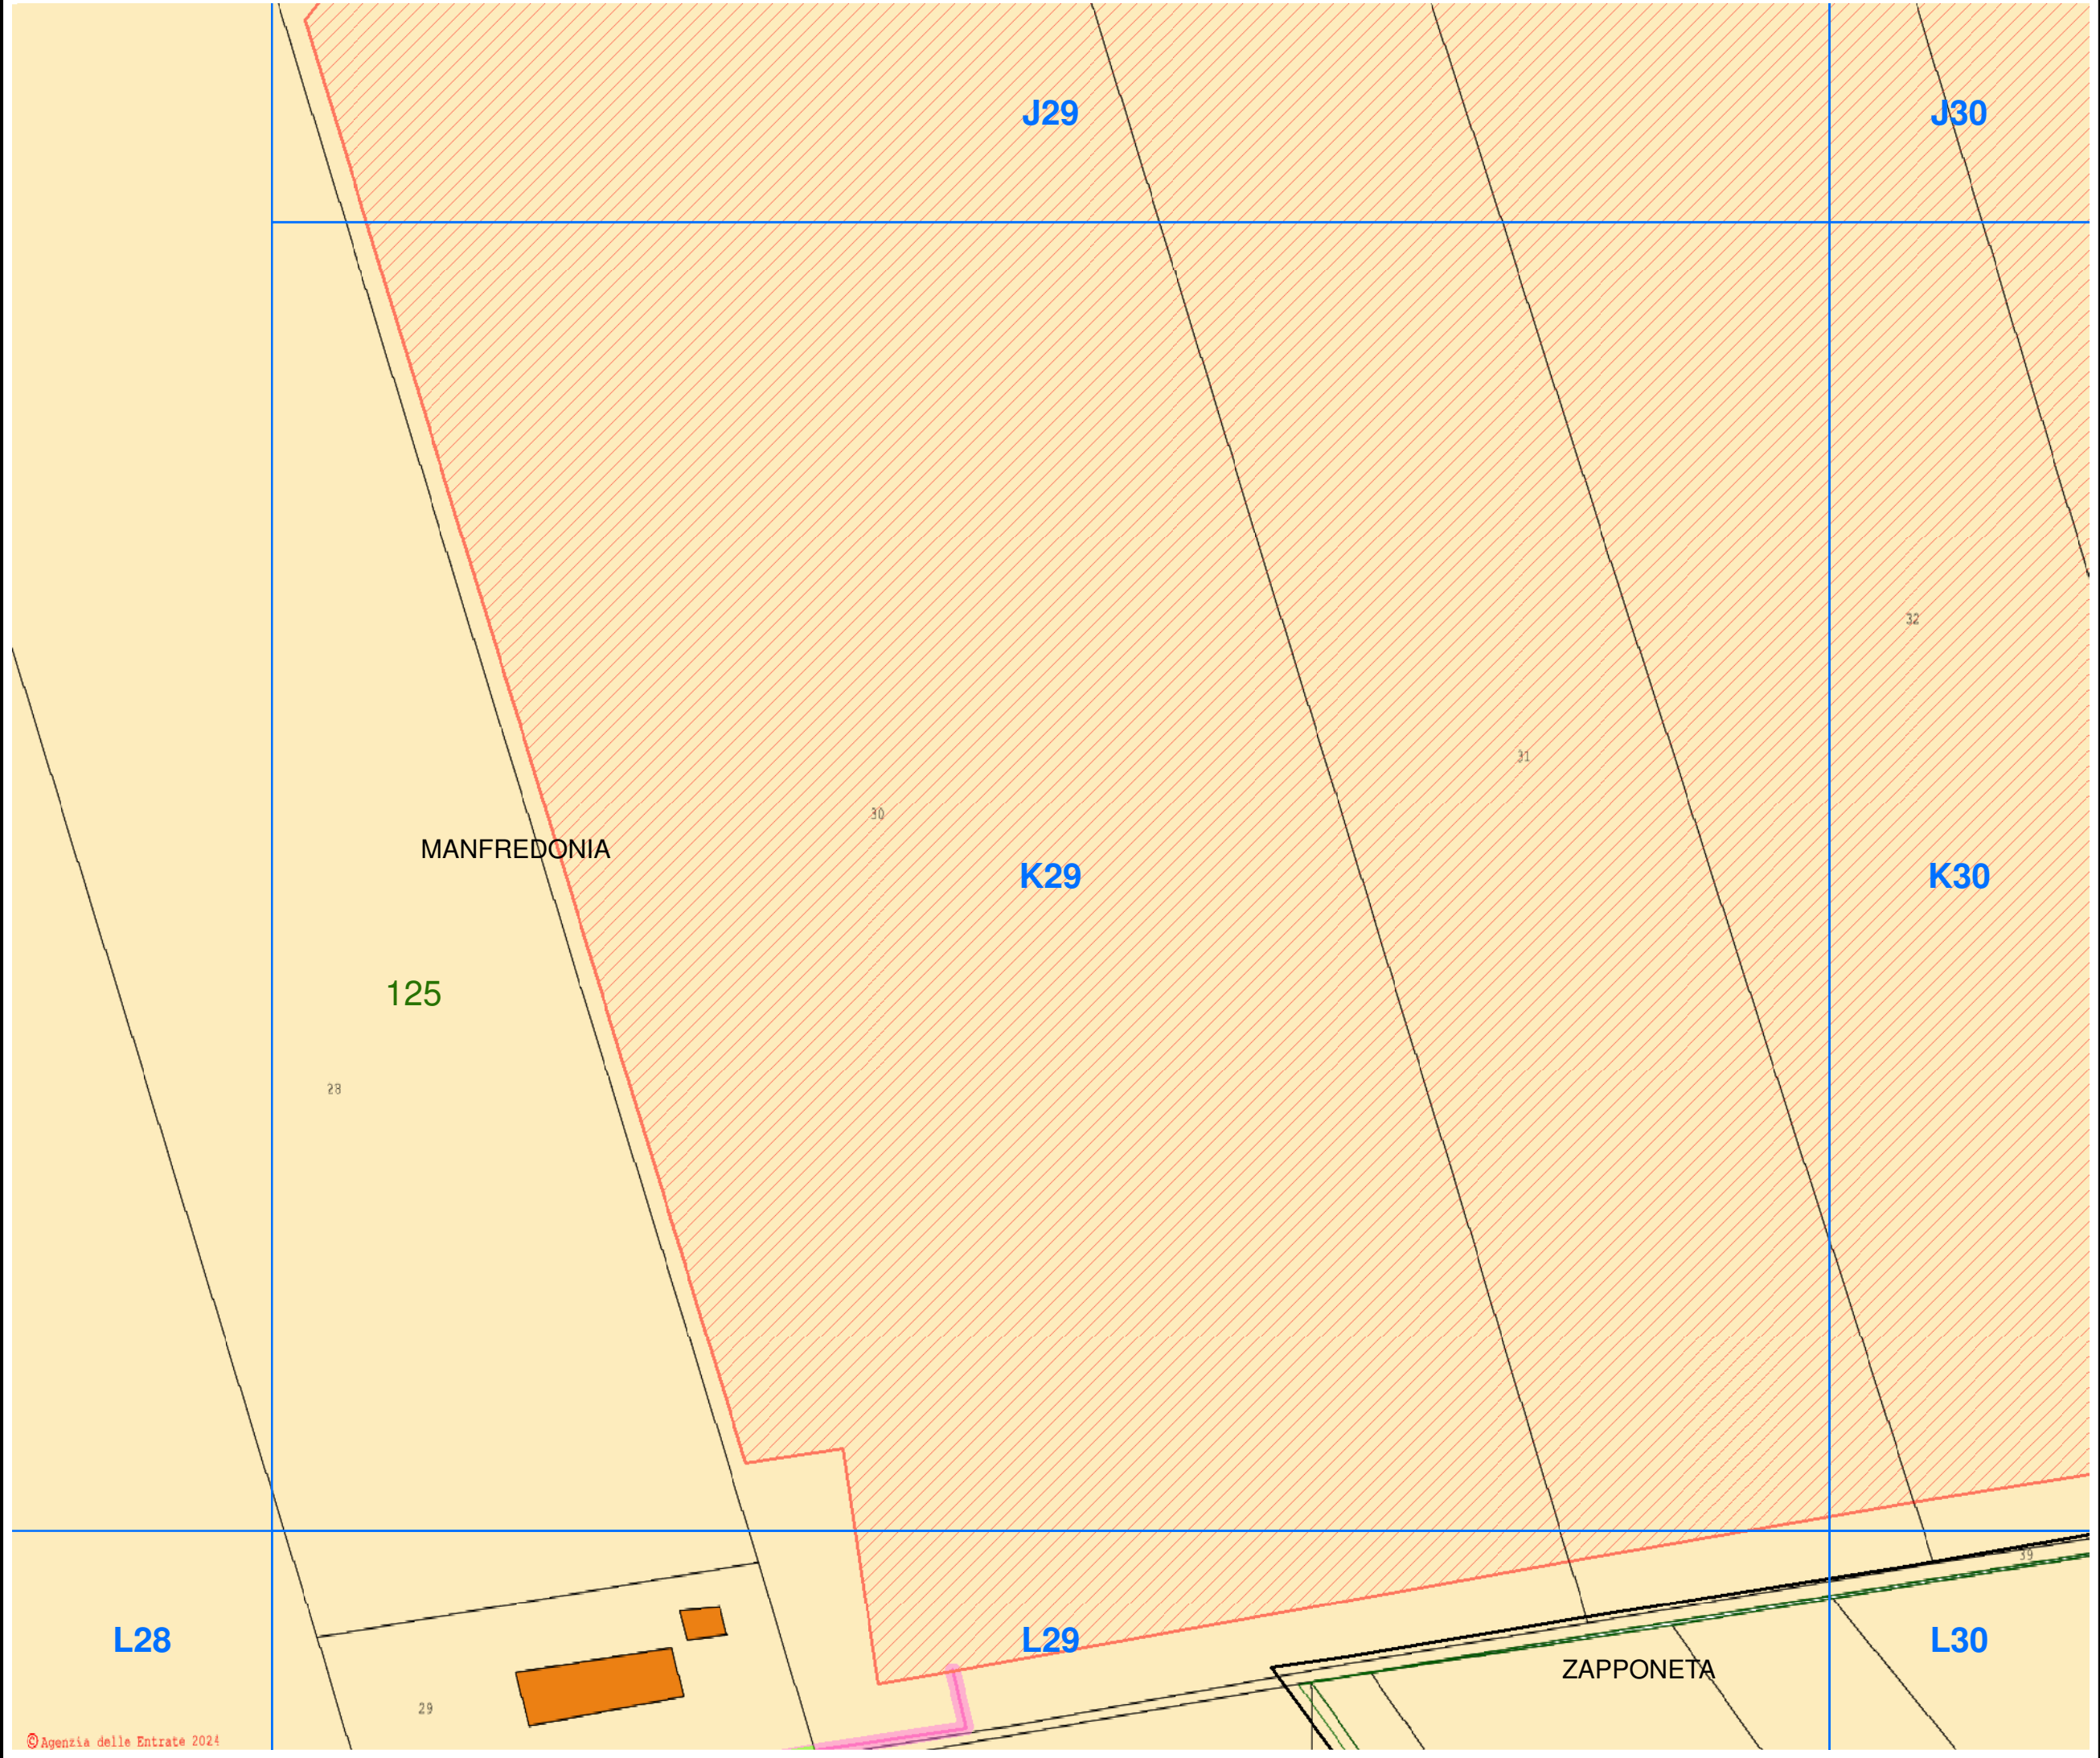 J29
J30
32
31
30
MANFREDONIA
K29
K30
125
28
39
L28
L29
L30
ZAPPONETA
29
©Agenzia delle Entrate 2024